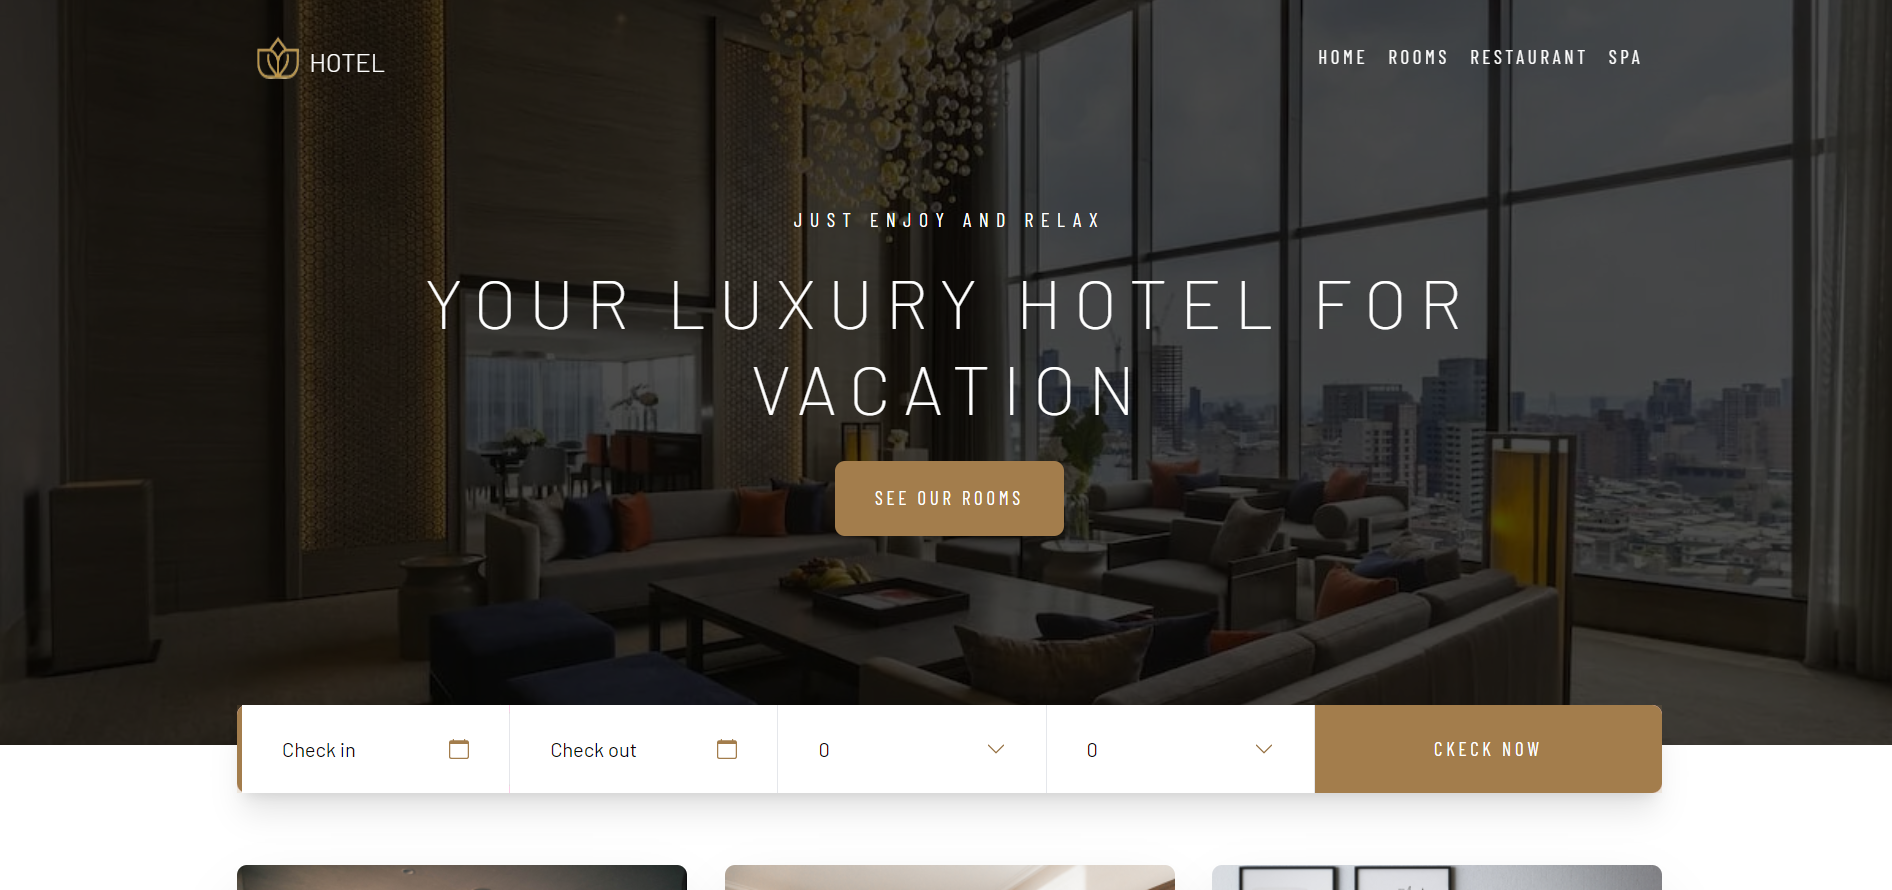 HOTEL
HOME ROOMS RESTAURANT SPA
JUST ENJOY AND RELAX
YOUR LUXURY HOTEL FOR
VACATION
SEE OUR ROOMS
Check in
Check out
0
0
CKECK NOW